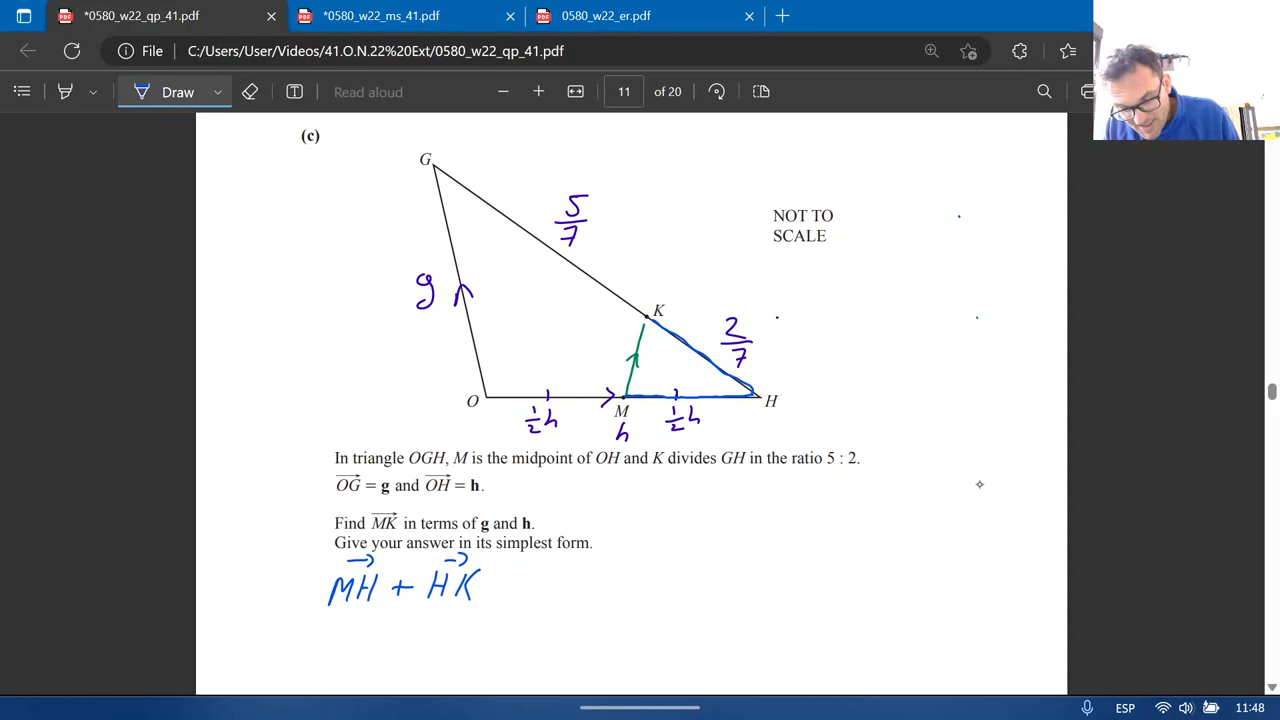 *0580_w22_qp_41.pdf
*0580_w22_ms_41.pdf
0580_w22_er.pdf
File C:/Users/User/Videos/41.O.N.22%20Ext/0580_w22_qp_41.pdf
Draw
Read aloud
11 of 20
(c)
G
5/7
NOT TO
SCALE
g
K
2/7
O
M
H
1/2 h
h
1/2 h
In triangle OGH, M is the midpoint of OH and K divides GH in the ratio 5 : 2.
→OG = g and →OH = h.
Find →MK in terms of g and h.
Give your answer in its simplest form.
→MH + →HK
ESP
11:48